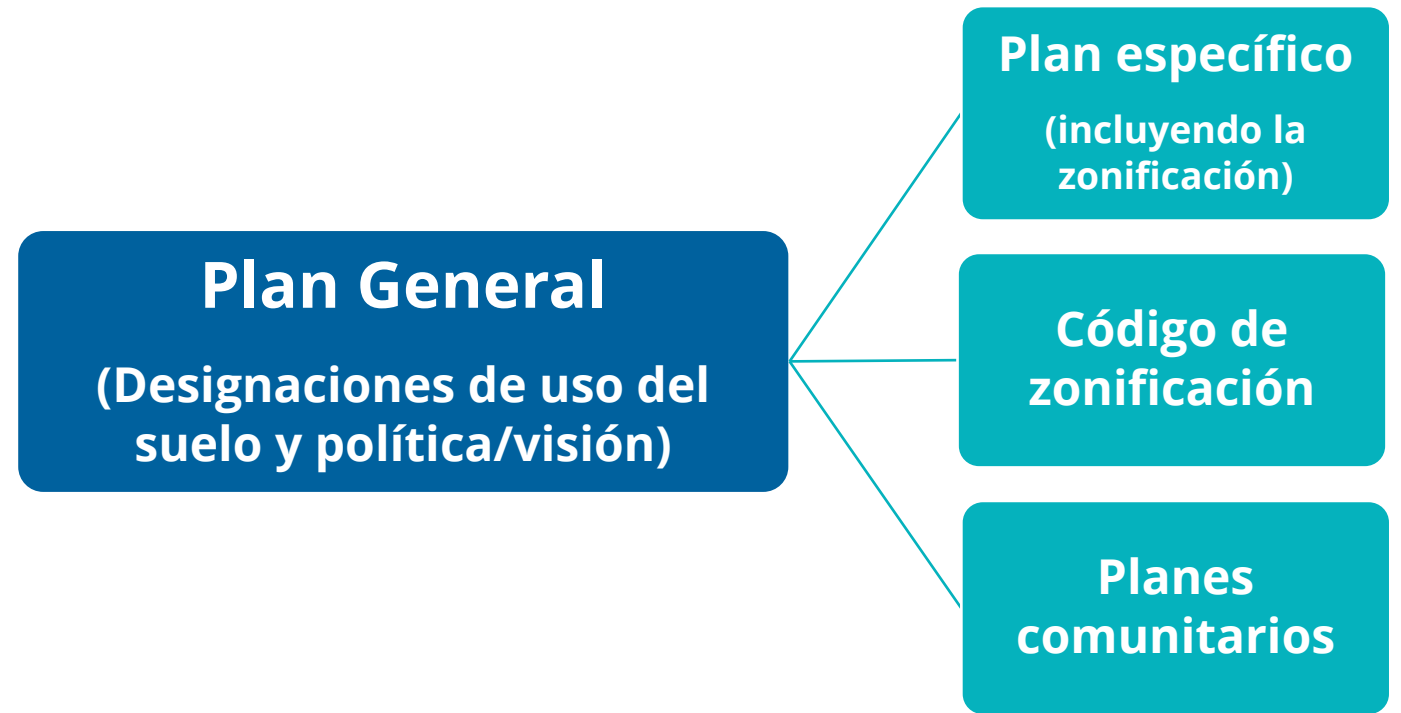 Plan General
(Designaciones de uso del
suelo y política/visión)
Plan específico
(incluyendo la
zonificación)
Código de
zonificación
Planes
comunitarios